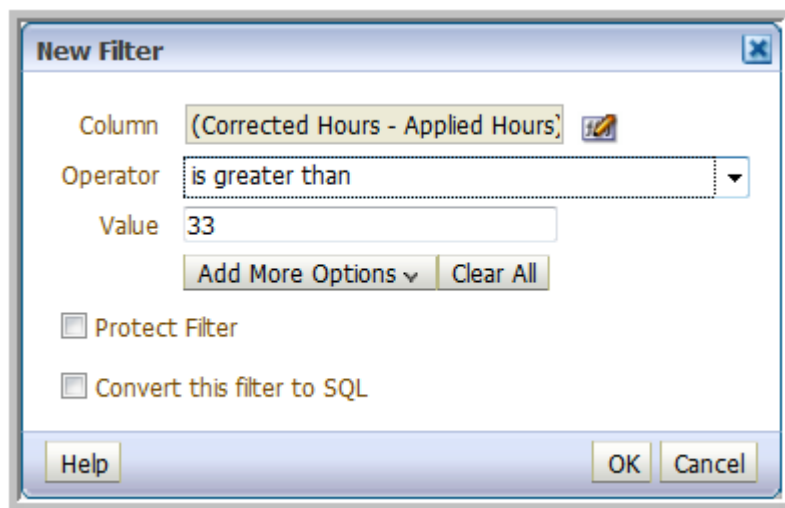 New Filter
Column (Corrected Hours - Applied Hours)
Operator is greater than
Value 33
Add More Options Clear All
Protect Filter
Convert this filter to SQL
Help OK Cancel